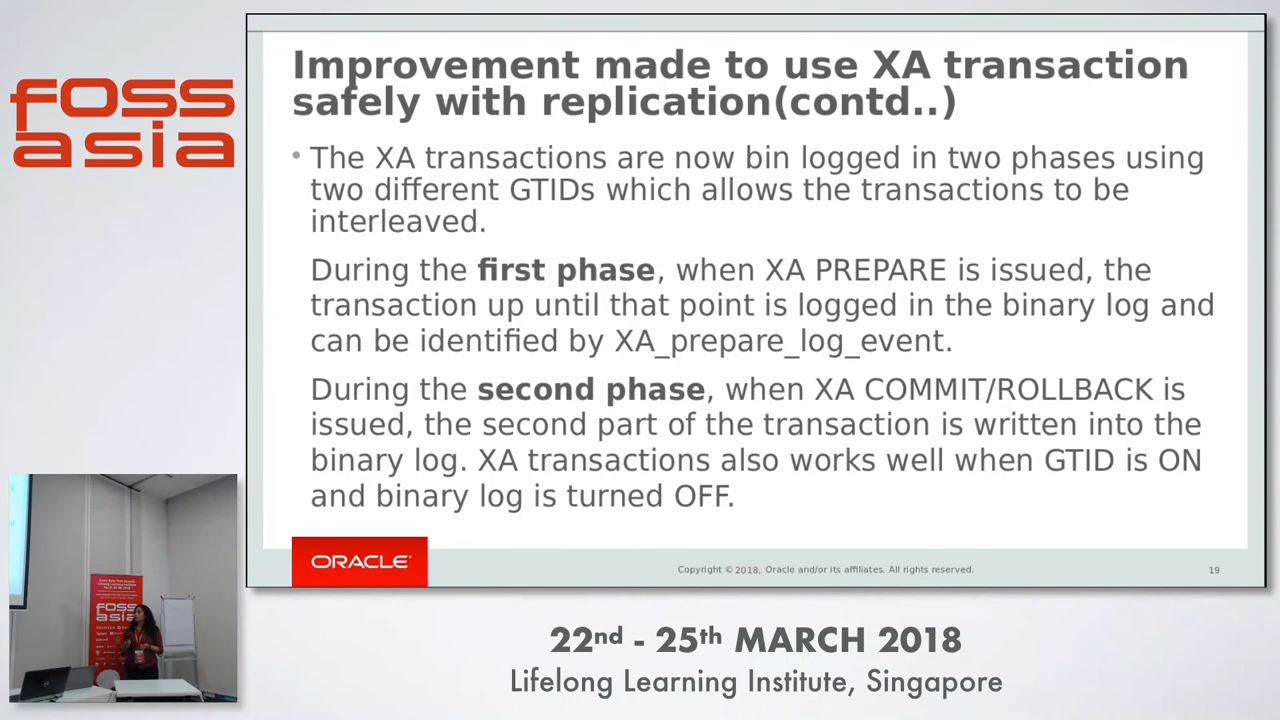 foss
asia
Improvement made to use XA transaction
safely with replication(contd..)
• The XA transactions are now bin logged in two phases using
two different GTIDs which allows the transactions to be
interleaved.
During the first phase, when XA PREPARE is issued, the
transaction up until that point is logged in the binary log and
can be identified by XA_prepare_log_event.
During the second phase, when XA COMMIT/ROLLBACK is
issued, the second part of the transaction is written into the
binary log. XA transactions also works well when GTID is ON
and binary log is turned OFF.
ORACLE®
Copyright © 2018, Oracle and/or its affiliates. All rights reserved.
19
foss
asia
22nd - 25th MARCH 2018
Lifelong Learning Institute, Singapore